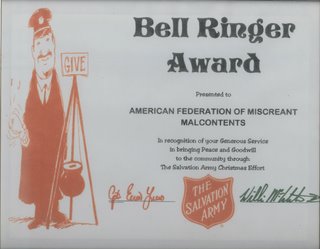 Bell Ringer
Award
GIVE
Presented to
AMERICAN FEDERATION OF MISCREANT
MALCONTENTS
In recognition of your Generous Service
in bringing Peace and Goodwill
to the community through
The Salvation Army Christmas Effort
THE
SALVATION
ARMY